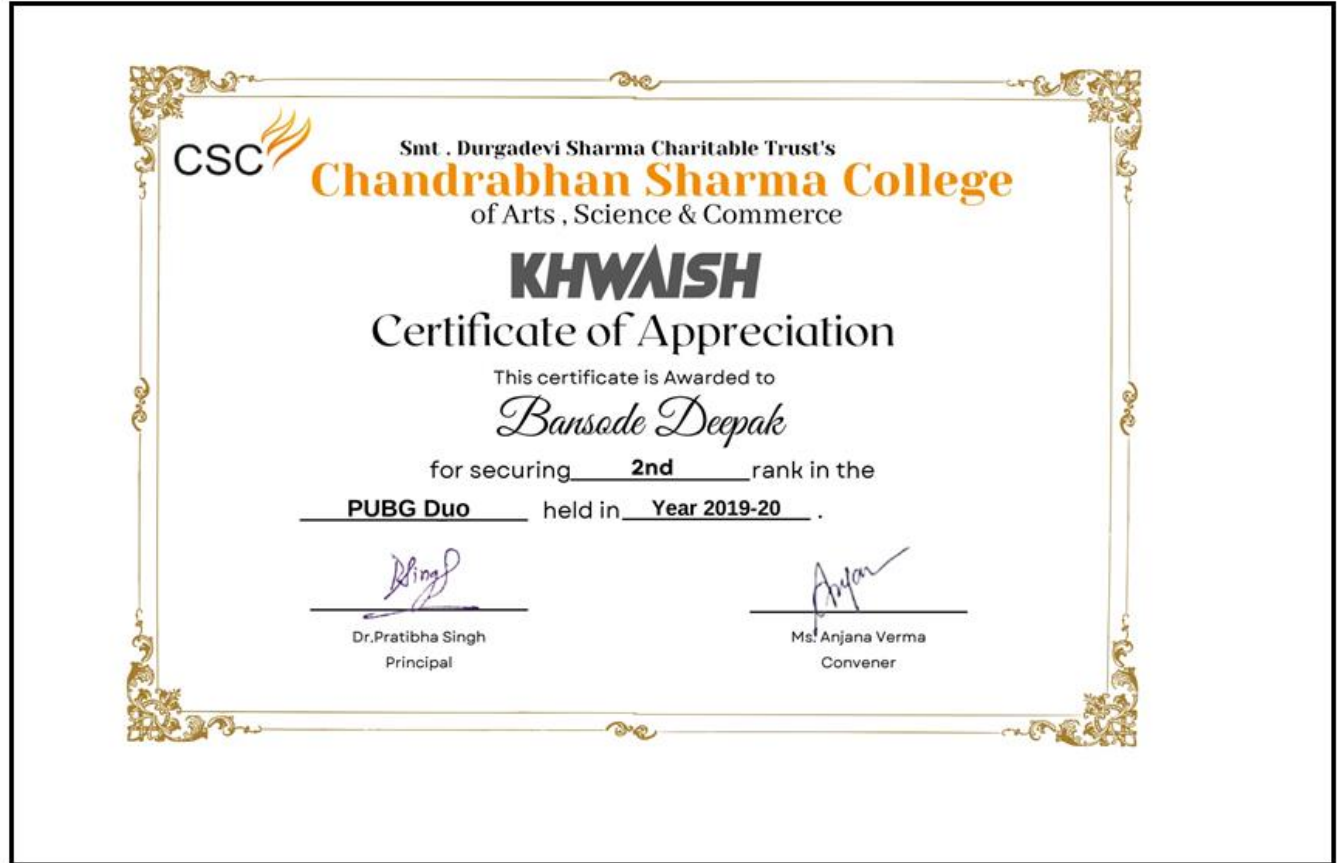 CSC
Smt . Durgadevi Sharma Charitable Trust's
Chandrabhan Sharma College
of Arts , Science & Commerce
KHWAISH
Certificate of Appreciation
This certificate is Awarded to
Bansode Deepak
for securing 2nd rank in the
PUBG Duo held in Year 2019-20 .
PSingh Anjana
Dr.Pratibha Singh Ms. Anjana Verma
Principal Convener